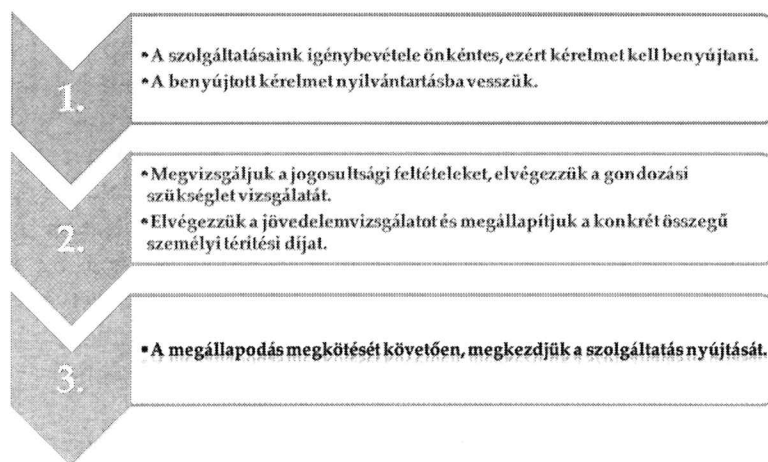 1.
•A szolgáltatásaink igénybevétele önkéntes, ezért kérelmet kell benyújtani.
•A benyújtott kérelmet nyilvántartásba vesszük.
2.
•Megvizsgáljuk a jogosultsági feltételeket, elvégezzük a gondozási
szükséglet vizsgálatát.
•Elvégezzük a jövedelemvizsgálatot és megállapítjuk a konkrét összegű
személyi térítési díjat.
3.
▪A megállapodás megkötését követően, megkezdjük a szolgáltatás nyújtását.